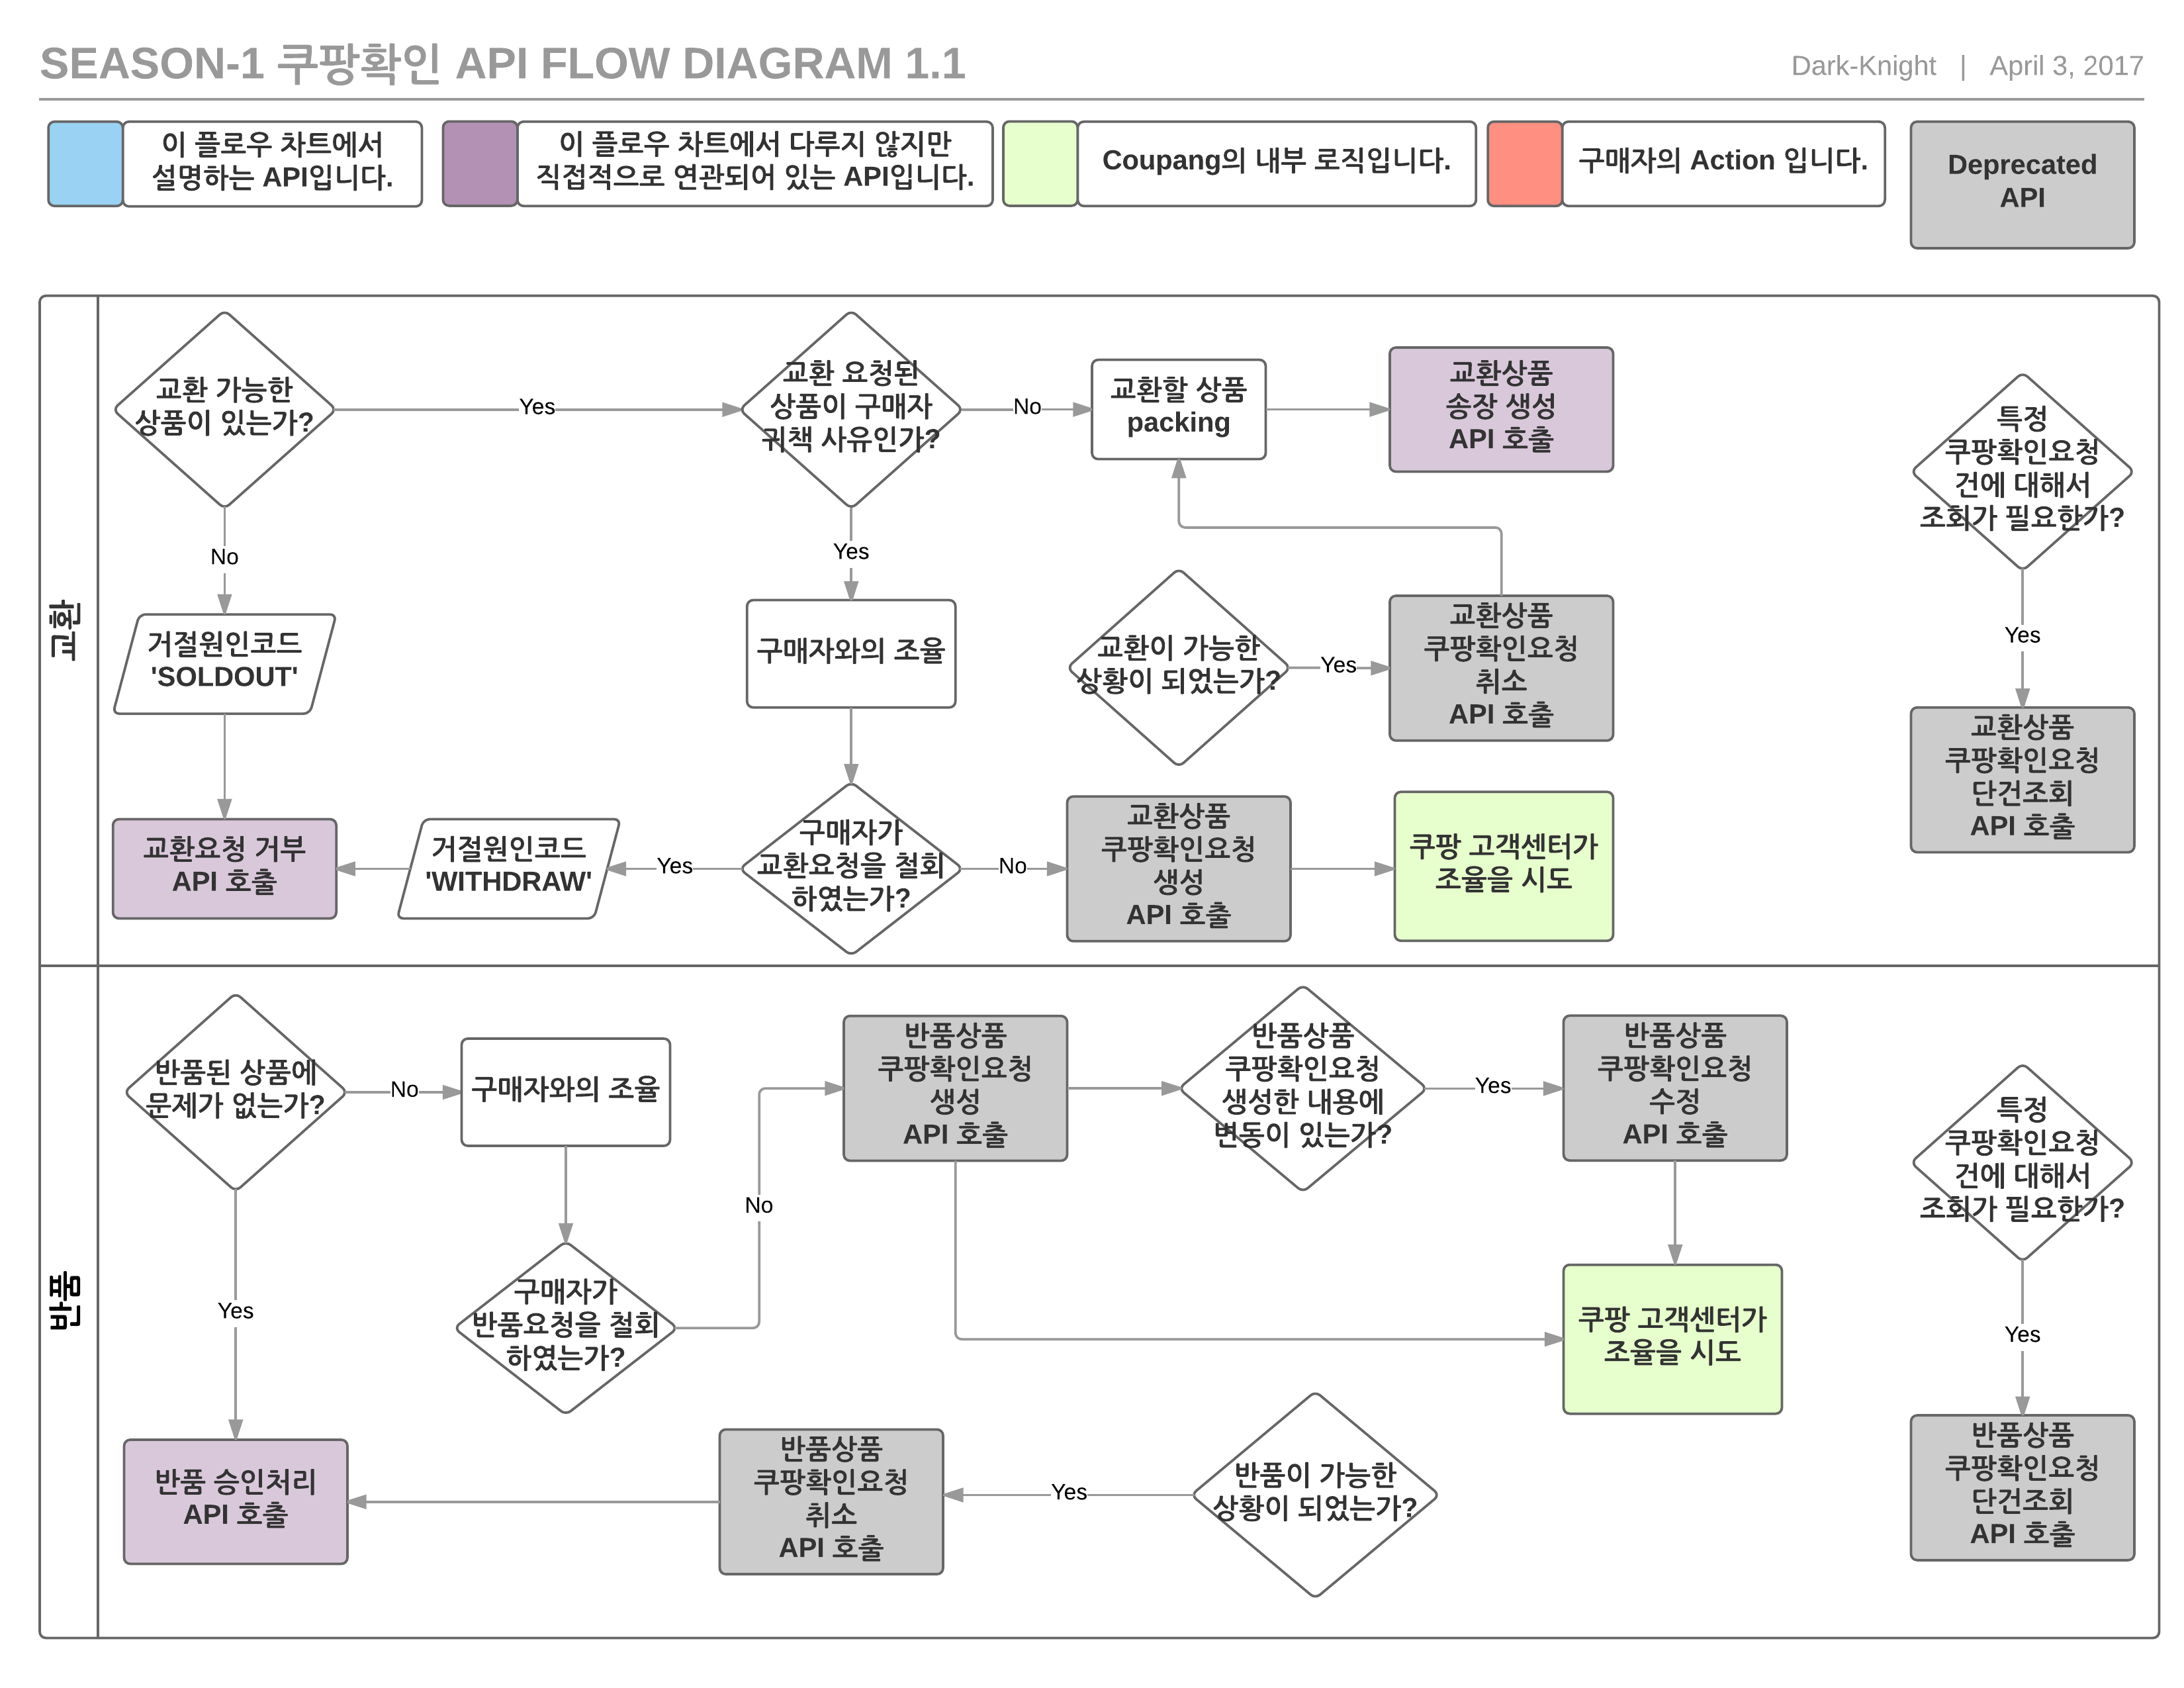 SEASON-1 쿠팡확인 API FLOW DIAGRAM 1.1
Dark-Knight | April 3, 2017
이 플로우 차트에서
설명하는 API입니다.
이 플로우 차트에서 다루지 않지만
직접적으로 연관되어 있는 API입니다.
Coupang의 내부 로직입니다.
구매자의 Action 입니다.
Deprecated
API
교환
교환 가능한
상품이 있는가?
Yes
교환 요청된
상품이 구매자
귀책 사유인가?
No
교환할 상품
packing
교환상품
송장 생성
API 호출
특정
쿠팡확인요청
건에 대해서
조회가 필요한가?
No
Yes
거절원인코드
'SOLDOUT'
구매자와의 조율
교환이 가능한
상황이 되었는가?
Yes
교환상품
쿠팡확인요청
취소
API 호출
Yes
교환상품
쿠팡확인요청
단건조회
API 호출
교환요청 거부
API 호출
거절원인코드
'WITHDRAW'
Yes
구매자가
교환요청을 철회
하였는가?
No
교환상품
쿠팡확인요청
생성
API 호출
쿠팡 고객센터가
조율을 시도
반품
반품된 상품에
문제가 없는가?
No
구매자와의 조율
반품상품
쿠팡확인요청
생성
API 호출
반품상품
쿠팡확인요청
생성한 내용에
변동이 있는가?
Yes
반품상품
쿠팡확인요청
수정
API 호출
특정
쿠팡확인요청
건에 대해서
조회가 필요한가?
No
Yes
구매자가
반품요청을 철회
하였는가?
쿠팡 고객센터가
조율을 시도
Yes
반품 승인처리
API 호출
반품상품
쿠팡확인요청
취소
API 호출
Yes
반품이 가능한
상황이 되었는가?
반품상품
쿠팡확인요청
단건조회
API 호출